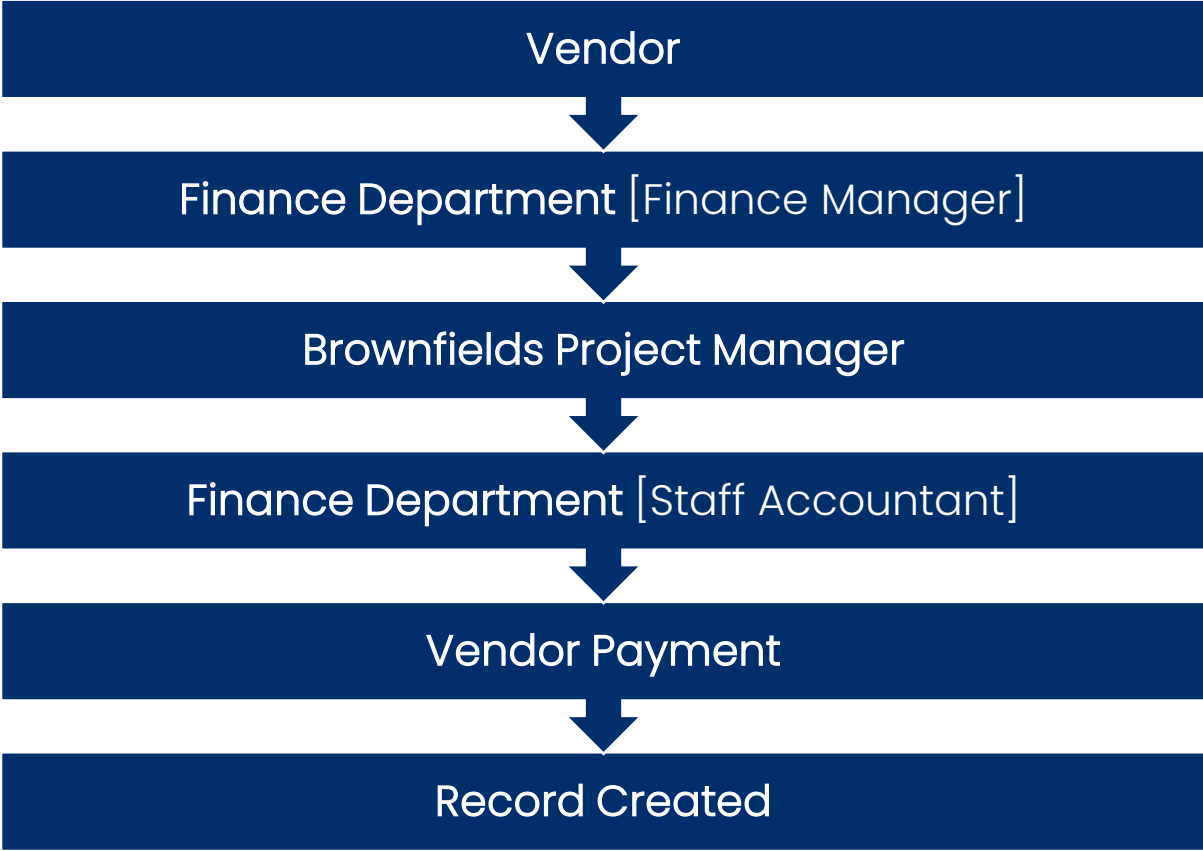 Vendor
Finance Department [Finance Manager]
Brownfields Project Manager
Finance Department [Staff Accountant]
Vendor Payment
Record Created